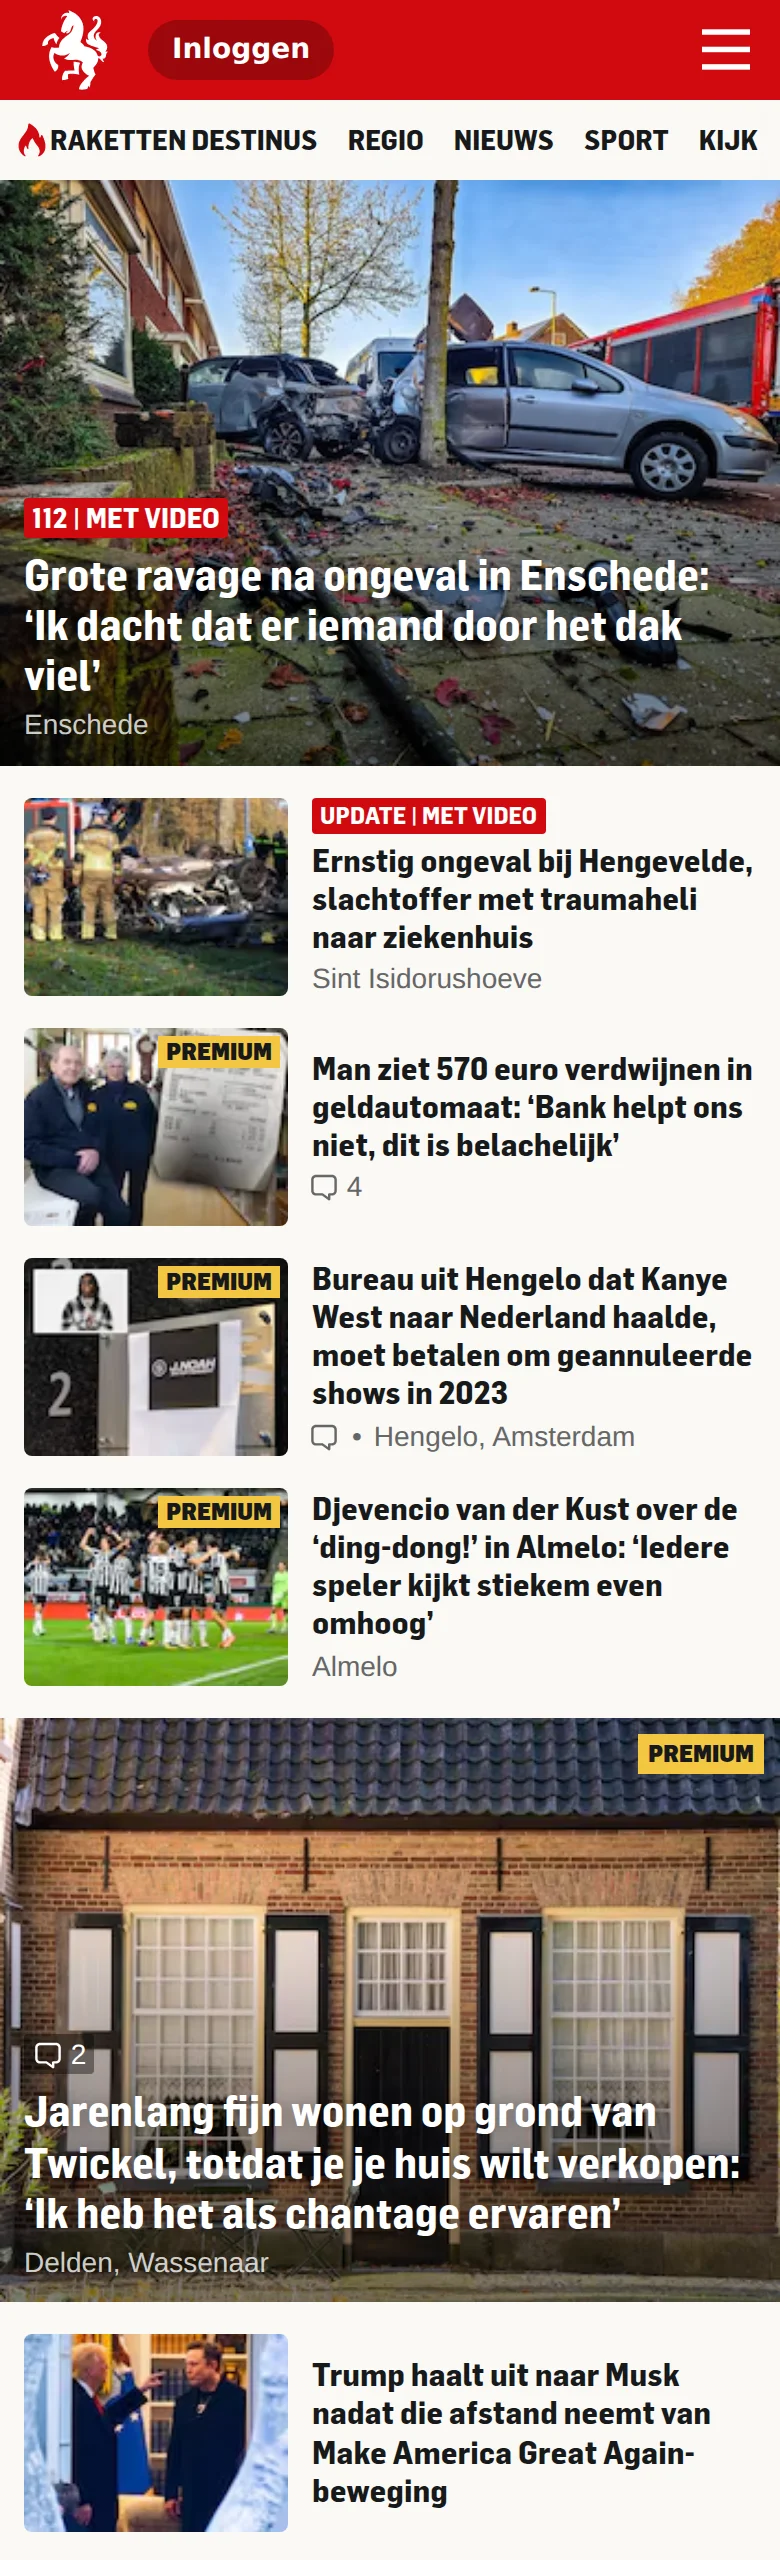 Inloggen
RAKETTEN DESTINUS REGIO NIEUWS SPORT KIJK
112 | MET VIDEO
Grote ravage na ongeval in Enschede:
‘Ik dacht dat er iemand door het dak
viel’
Enschede
UPDATE | MET VIDEO
Ernstig ongeval bij Hengevelde,
slachtoffer met traumaheli
naar ziekenhuis
Sint Isidorushoeve
PREMIUM
Man ziet 570 euro verdwijnen in
geldautomaat: ‘Bank helpt ons
niet, dit is belachelijk’
4
PREMIUM
2
J.NOAH
Bureau uit Hengelo dat Kanye
West naar Nederland haalde,
moet betalen om geannuleerde
shows in 2023
• Hengelo, Amsterdam
PREMIUM
Djevencio van der Kust over de
‘ding-dong!’ in Almelo: ‘Iedere
speler kijkt stiekem even
omhoog’
Almelo
PREMIUM
2
Jarenlang fijn wonen op grond van
Twickel, totdat je je huis wilt verkopen:
‘Ik heb het als chantage ervaren’
Delden, Wassenaar
Trump haalt uit naar Musk
nadat die afstand neemt van
Make America Great Again-
beweging